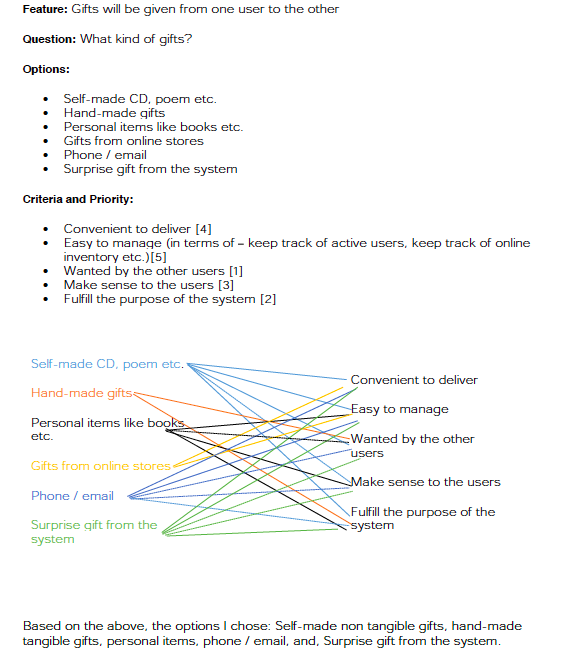 Feature: Gifts will be given from one user to the other
Question: What kind of gifts?
Options:
• Self-made CD, poem etc.
• Hand-made gifts
• Personal items like books etc.
• Gifts from online stores
• Phone / email
• Surprise gift from the system
Criteria and Priority:
• Convenient to deliver [4]
• Easy to manage (in terms of – keep track of active users, keep track of online
inventory etc.)[5]
• Wanted by the other users [1]
• Make sense to the users [3]
• Fulfill the purpose of the system [2]
Self-made CD, poem etc.
Hand-made gifts
Personal items like books
etc.
Gifts from online stores
Phone / email
Surprise gift from the
system
Convenient to deliver
Easy to manage
Wanted by the other
users
Make sense to the users
Fulfill the purpose of the
system
Based on the above, the options I chose: Self-made non tangible gifts, hand-made
tangible gifts, personal items, phone / email, and, Surprise gift from the system.